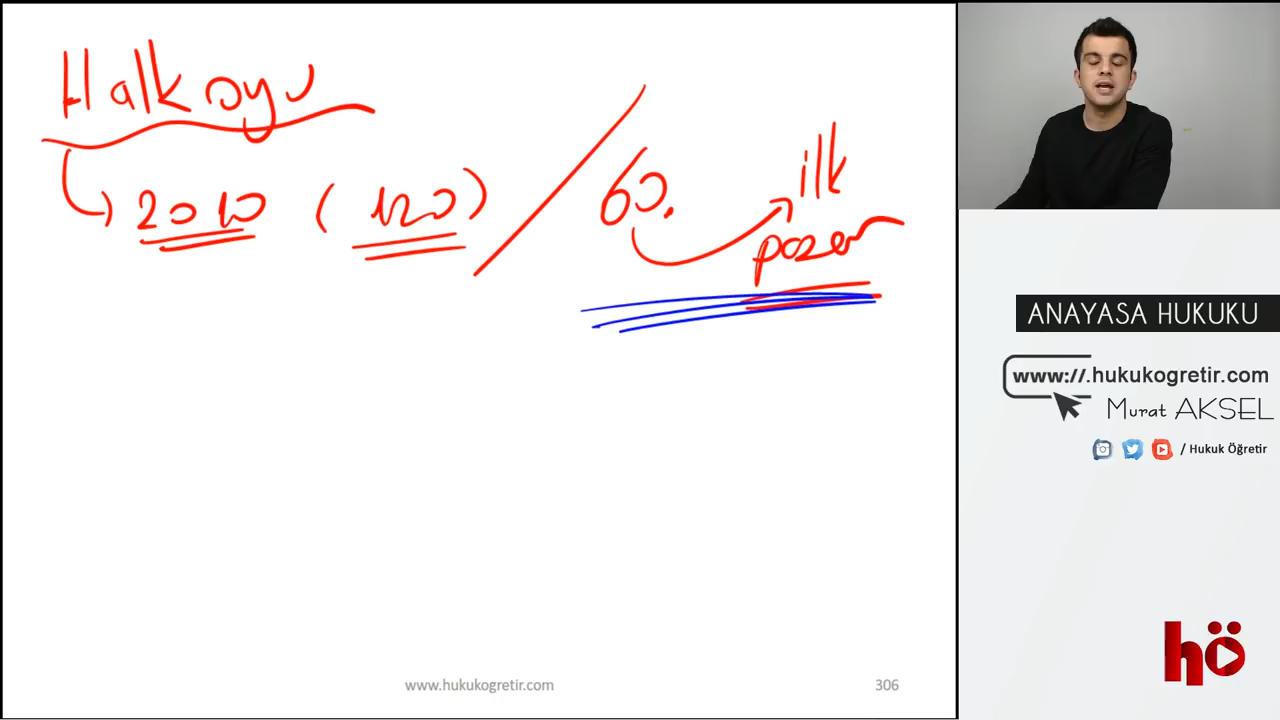 Halkoyu
2010 (120) / 60. ilk
pazar
www.hukukogretir.com
306
ANAYASA HUKUKU
www://.hukukogretir.com
Murat AKSEL
/ Hukuk Öğretir
hö